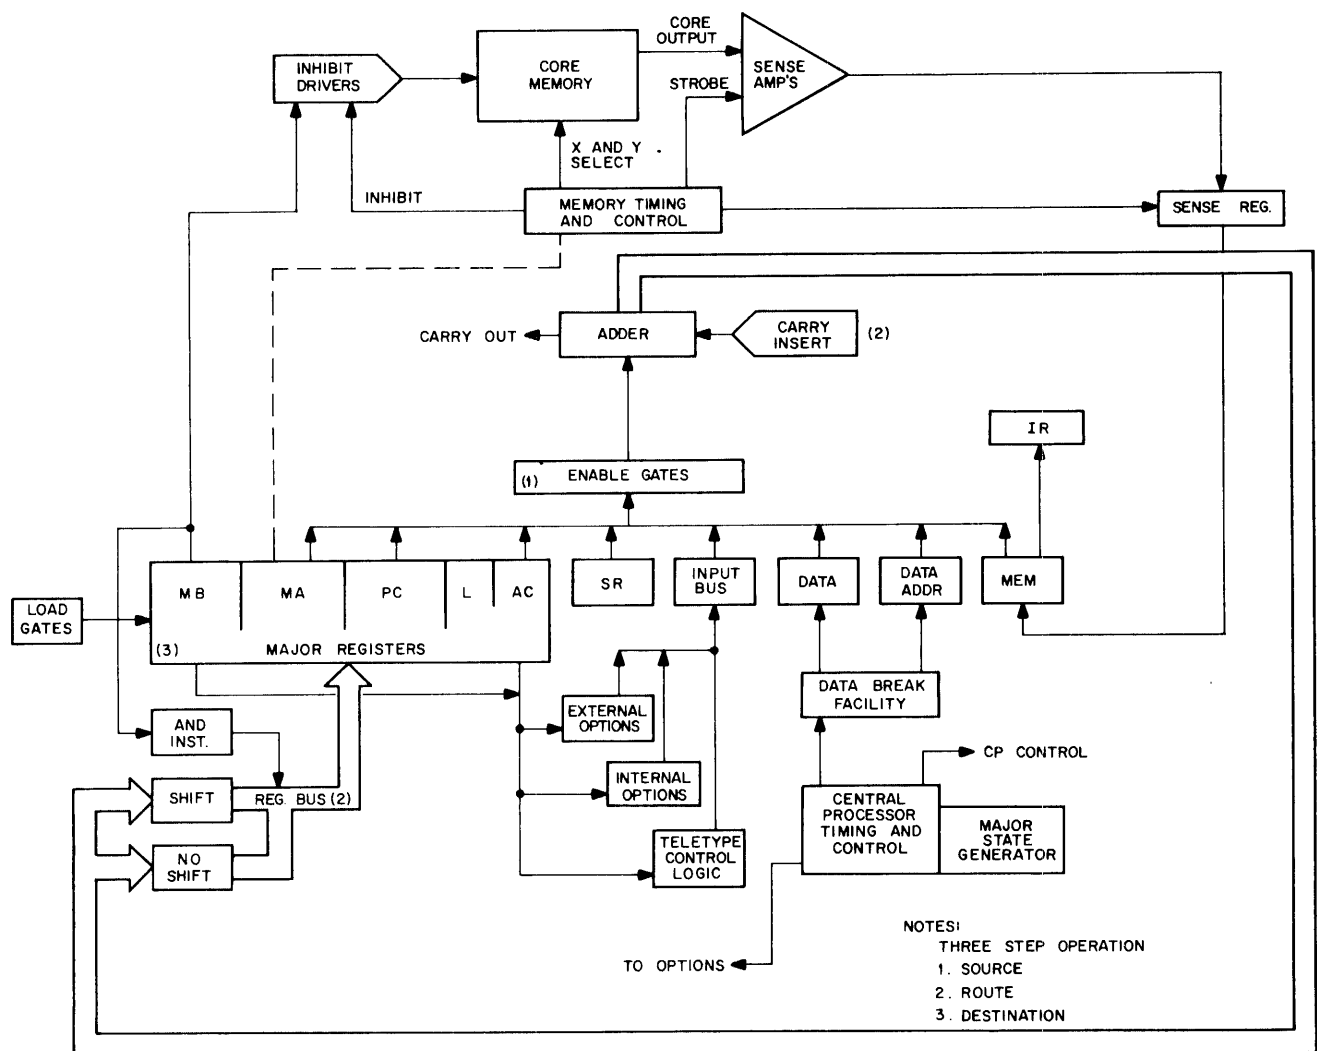 CORE
OUTPUT
INHIBIT
DRIVERS
CORE
MEMORY
SENSE
AMP'S
STROBE
X AND Y
SELECT
INHIBIT
MEMORY TIMING
AND CONTROL
SENSE REG.
CARRY OUT
ADDER
CARRY
INSERT
(2)
IR
(1)
ENABLE GATES
LOAD
GATES
MB
MA
PC
L
AC
(3)
MAJOR REGISTERS
SR
INPUT
BUS
DATA
DATA
ADDR
MEM
EXTERNAL
OPTIONS
DATA BREAK
FACILITY
AND
INST.
CP CONTROL
INTERNAL
OPTIONS
SHIFT
REG. BUS (2)
CENTRAL
PROCESSOR
TIMING AND
CONTROL
MAJOR
STATE
GENERATOR
NO
SHIFT
TELETYPE
CONTROL
LOGIC
TO OPTIONS
NOTES:
THREE STEP OPERATION
1. SOURCE
2. ROUTE
3. DESTINATION